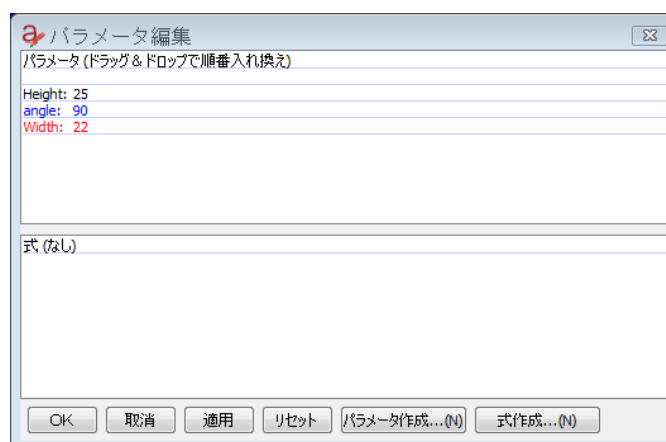 パラメータ編集
パラメータ (ドラッグ & ドロップで順番入れ換え)
Height: 25
angle: 90
Width: 22
式 (なし)
OK 取消 適用 リセット パラメータ作成...(N) 式作成...(N)